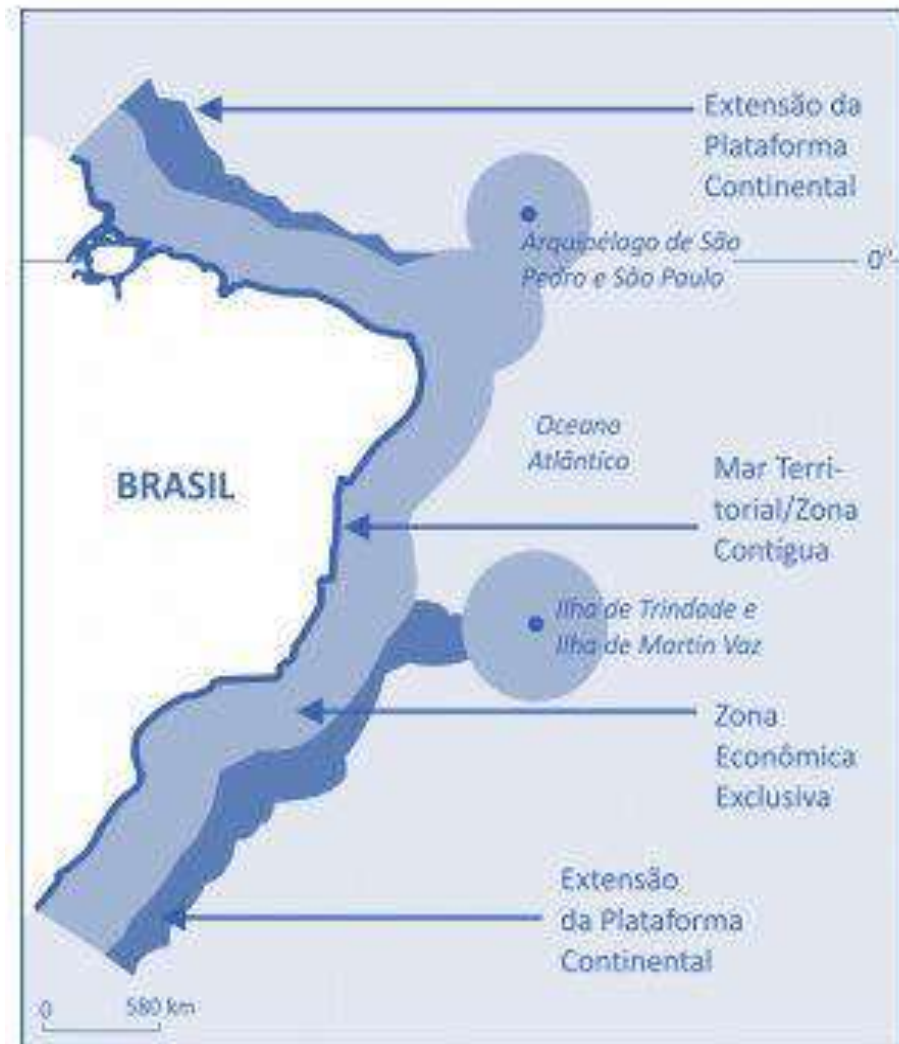 Extensão da
Plataforma
Continental
Arquipélago de São
Pedro e São Paulo
0°
Oceano
Atlântico
BRASIL
Mar Terri-
torial/Zona
Contígua
Ilha de Trindade e
Ilha de Martin Vaz
Zona
Econômica
Exclusiva
Extensão
da Plataforma
Continental
0 580 km